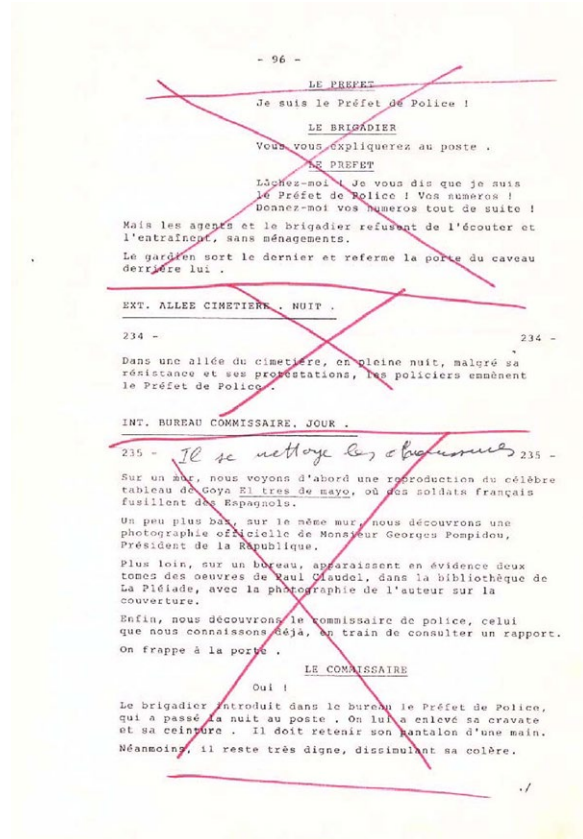 - 96 -
LE PREFET
Je suis le Préfet de Police !
LE BRIGADIER
Vous vous expliquerez au poste .
LE PREFET
Lâchez-moi ! Je vous dis que je suis
le Préfet de Police ! Vos numeros !
Donnez-moi vos numeros tout de suite !
Mais les agents et le brigadier refusent de l'écouter et
l'entraînent, sans ménagements.
Le gardien sort le dernier et referme la porte du caveau
derrière lui .
EXT. ALLEE CIMETIERE . NUIT .
234 - 234 -
Dans une allée du cimetière, en pleine nuit, malgré sa
résistance et ses protestations, les policiers emmènent
le Préfet de Police .
INT. BUREAU COMMISSAIRE. JOUR .
235 - Il se nettoye les chaussures 235 -
Sur un mur, nous voyons d'abord une reproduction du célèbre
tableau de Goya El tres de mayo, où des soldats français
fusillent des Espagnols.
Un peu plus bas, sur le même mur, nous découvrons une
photographie officielle de Monsieur Georges Pompidou,
Président de la République.
Plus loin, sur un bureau, apparaissent en évidence deux
tomes des oeuvres de Paul Claudel, dans la bibliothèque de
La Pléiade, avec la photographie de l'auteur sur la
couverture.
Enfin, nous découvrons le commissaire de police, celui
que nous connaissons déjà, en train de consulter un rapport.
On frappe à la porte .
LE COMMISSAIRE
Oui !
Le brigadier introduit dans le bureau le Préfet de Police,
qui a passé la nuit au poste . On lui a enlevé sa cravate
et sa ceinture . Il doit retenir son pantalon d'une main.
Néanmoins, il reste très digne, dissimulant sa colère.
./